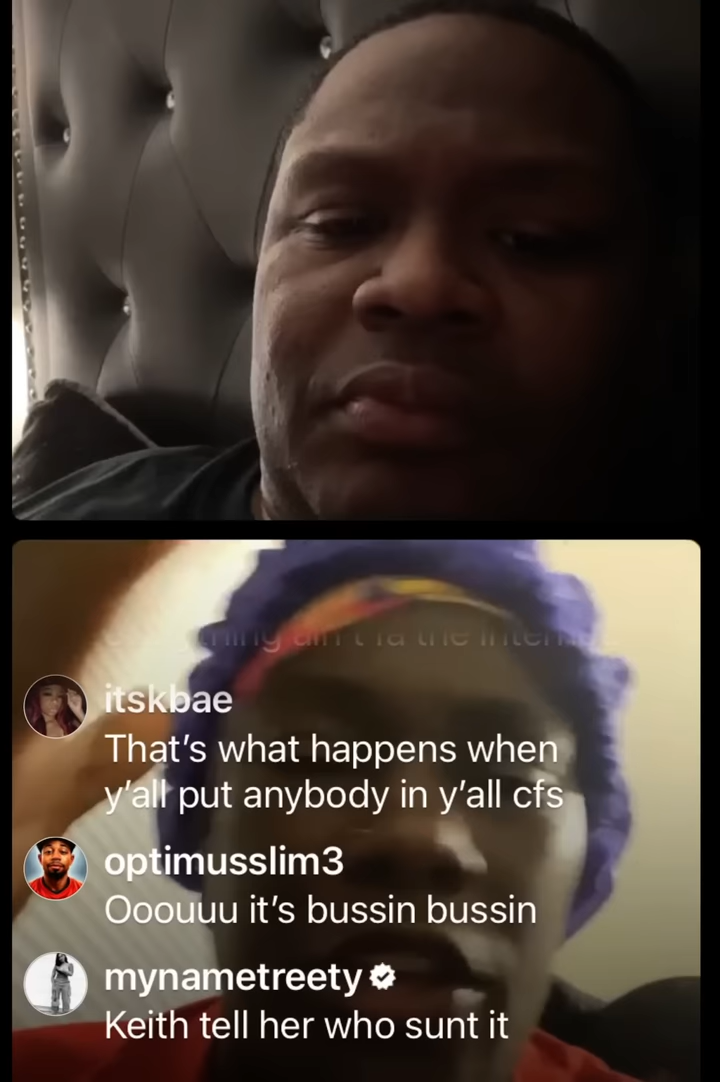 itskbae
That's what happens when
y'all put anybody in y'all cfs
optimusslim3
Ooouuu it's bussin bussin
mynametreety
Keith tell her who sunt it